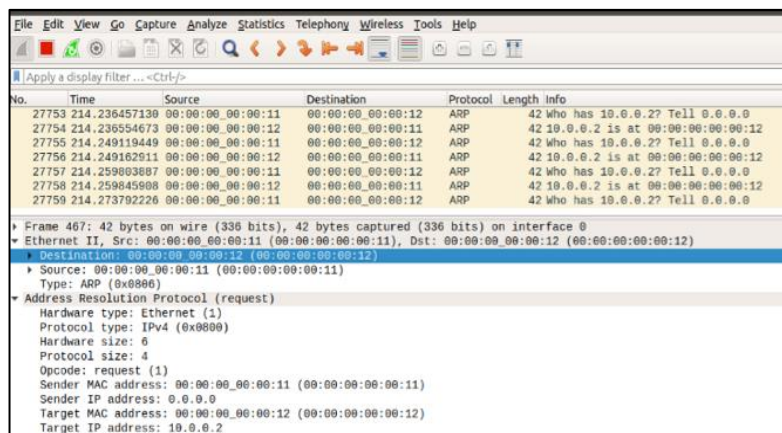 File Edit View Go Capture Analyze Statistics Telephony Wireless Tools Help
Apply a display filter ... <Ctrl-/>
No. Time Source Destination Protocol Length Info
27753 214.236457130 00:00:00_00:00:11 00:00:00_00:00:12 ARP 42 Who has 10.0.0.2? Tell 0.0.0.0
27754 214.236554673 00:00:00_00:00:12 00:00:00_00:00:11 ARP 42 10.0.0.2 is at 00:00:00:00:00:12
27755 214.249119449 00:00:00_00:00:11 00:00:00_00:00:12 ARP 42 Who has 10.0.0.2? Tell 0.0.0.0
27756 214.249162911 00:00:00_00:00:12 00:00:00_00:00:11 ARP 42 10.0.0.2 is at 00:00:00:00:00:12
27757 214.259803887 00:00:00_00:00:11 00:00:00_00:00:12 ARP 42 Who has 10.0.0.2? Tell 0.0.0.0
27758 214.259845908 00:00:00_00:00:12 00:00:00_00:00:11 ARP 42 10.0.0.2 is at 00:00:00:00:00:12
27759 214.273792226 00:00:00_00:00:11 00:00:00_00:00:12 ARP 42 Who has 10.0.0.2? Tell 0.0.0.0
Frame 467: 42 bytes on wire (336 bits), 42 bytes captured (336 bits) on interface 0
Ethernet II, Src: 00:00:00_00:00:11 (00:00:00:00:00:11), Dst: 00:00:00_00:00:12 (00:00:00:00:00:12)
Destination: 00:00:00_00:00:12 (00:00:00:00:00:12)
Source: 00:00:00_00:00:11 (00:00:00:00:00:11)
Type: ARP (0x0806)
Address Resolution Protocol (request)
Hardware type: Ethernet (1)
Protocol type: IPv4 (0x0800)
Hardware size: 6
Protocol size: 4
Opcode: request (1)
Sender MAC address: 00:00:00_00:00:11 (00:00:00:00:00:11)
Sender IP address: 0.0.0.0
Target MAC address: 00:00:00_00:00:12 (00:00:00:00:00:12)
Target IP address: 10.0.0.2